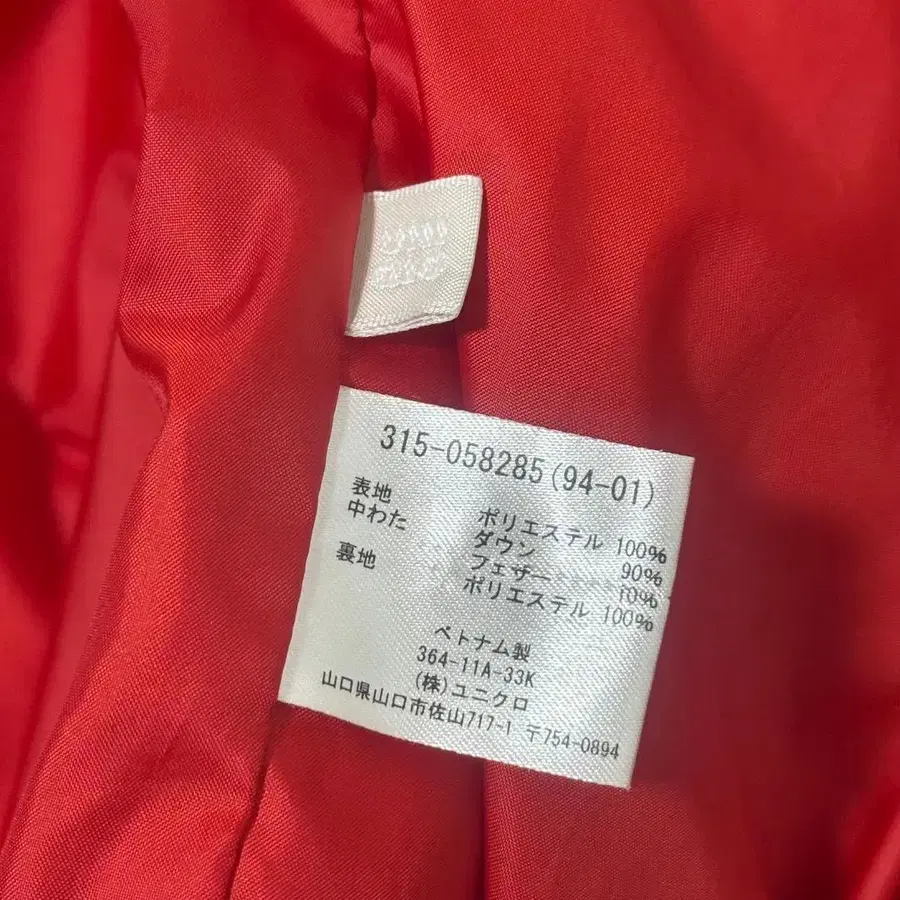 315-058285(94-01)
表地 ポリエステル 100%
中わた ダウン 90%
フェザー 10%
裏地 ポリエステル 100%
ベトナム製
364-11A-33K
(株)ユニクロ
山口県山口市佐山717-1 〒754-0894